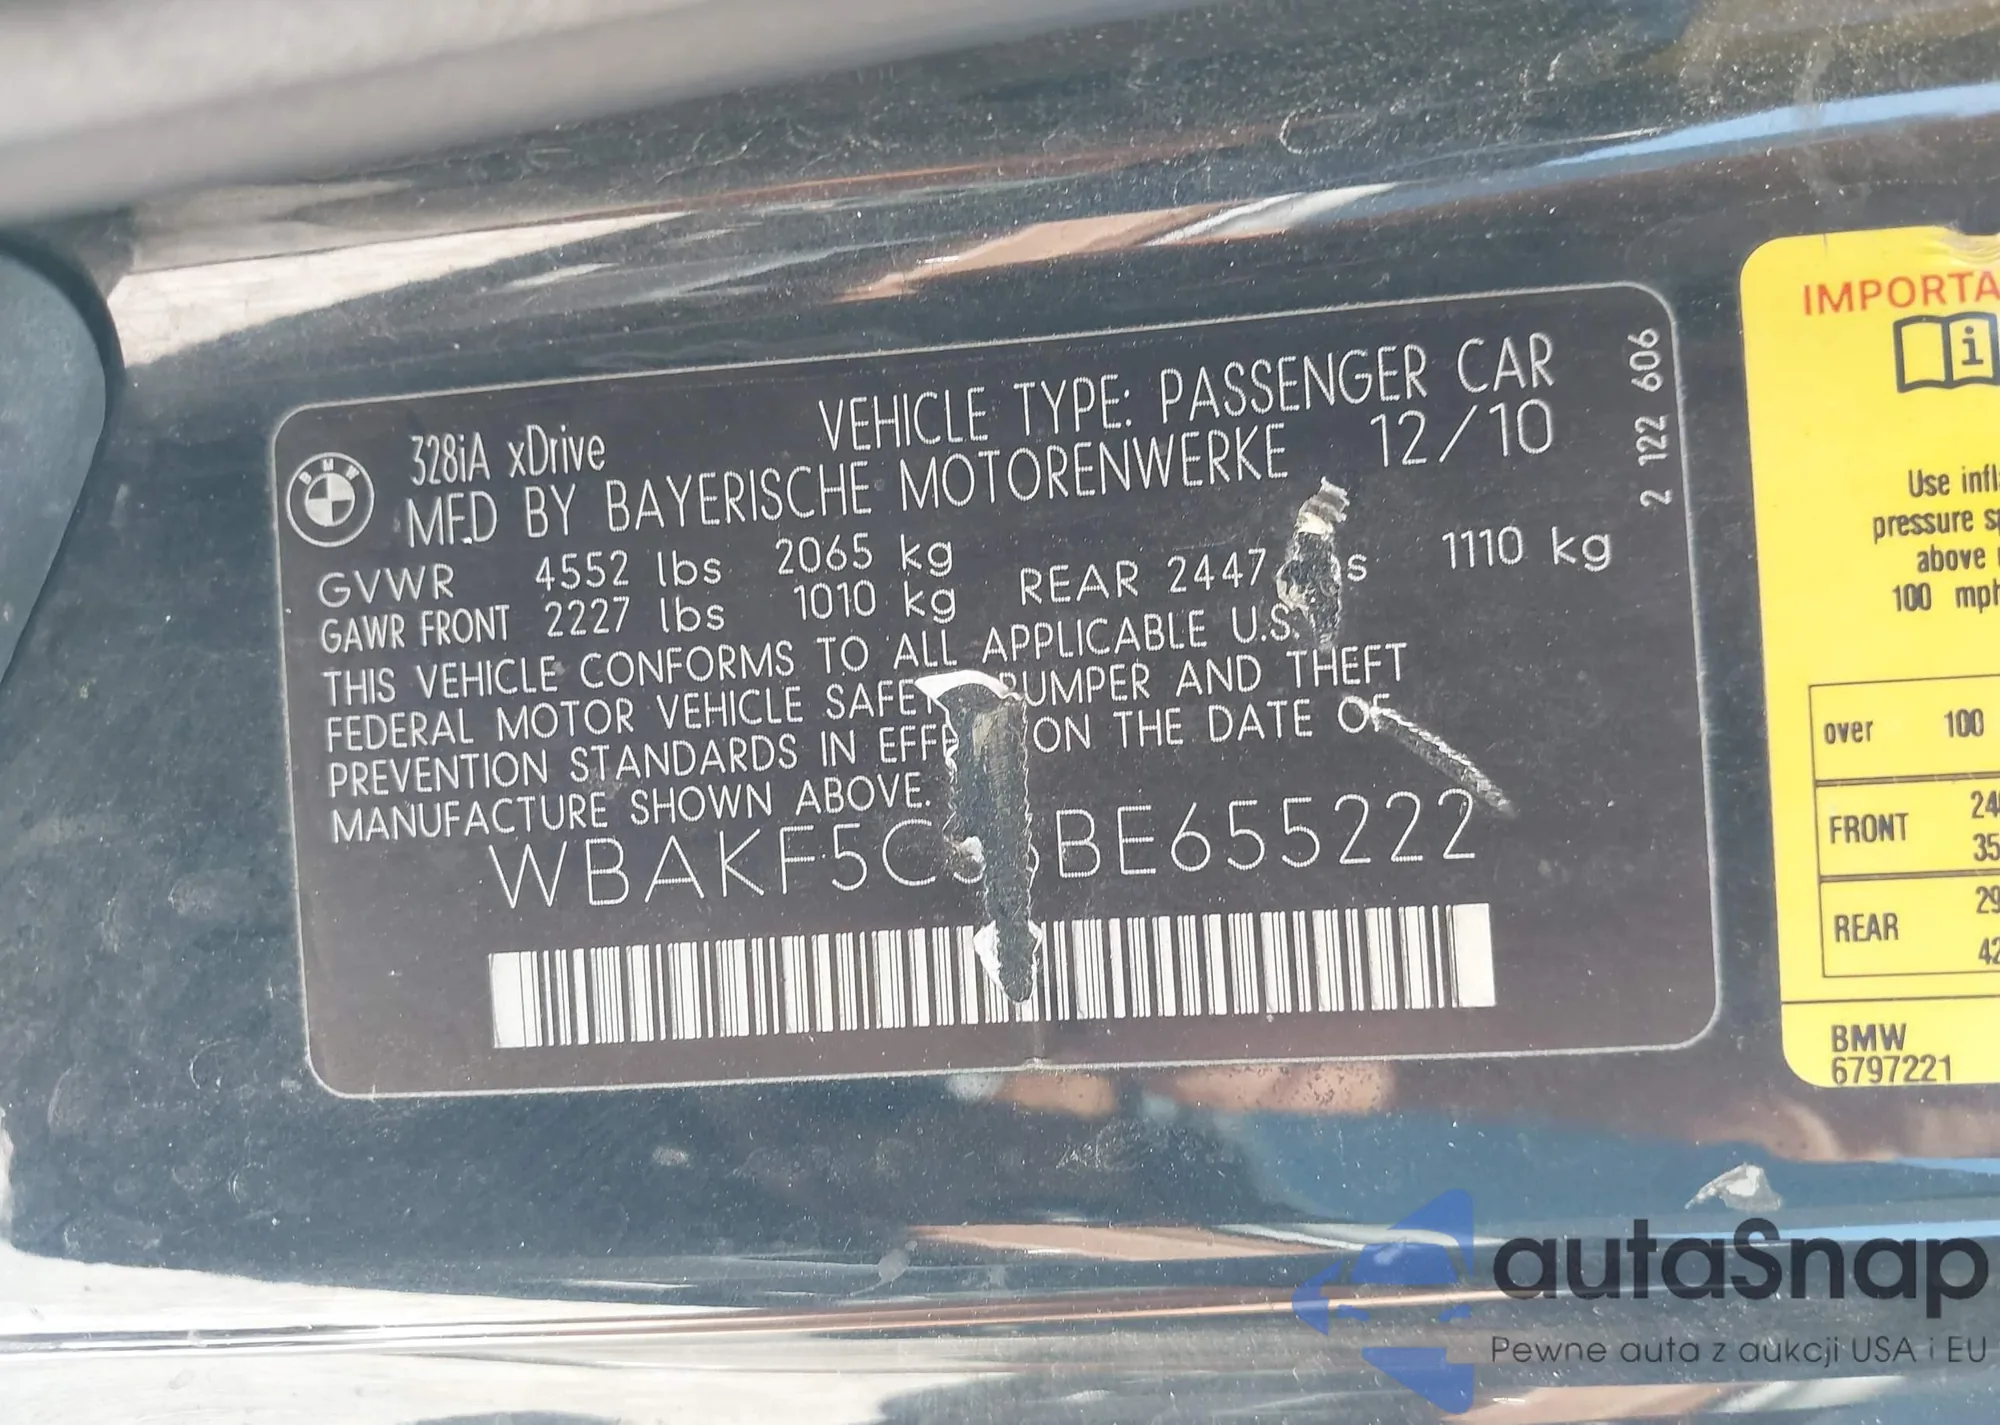 BMW
328iA xDrive
VEHICLE TYPE: PASSENGER CAR
MFD BY BAYERISCHE MOTORENWERKE 12/10
GVWR 4552 lbs 2065 kg
GAWR FRONT 2227 lbs 1010 kg REAR 2447 1110 kg
THIS VEHICLE CONFORMS TO ALL APPLICABLE U.S.
FEDERAL MOTOR VEHICLE BUMPER AND THEFT
PREVENTION STANDARDS IN ON THE DATE OF
MANUFACTURE SHOWN ABOVE.
2 122 606
IMPORTA
i
Use infl
pressure
above
100 mph
over 100
FRONT
35
REAR
42
BMW
6797221
autaSnap
Pewne auta z aukcji USA i EU